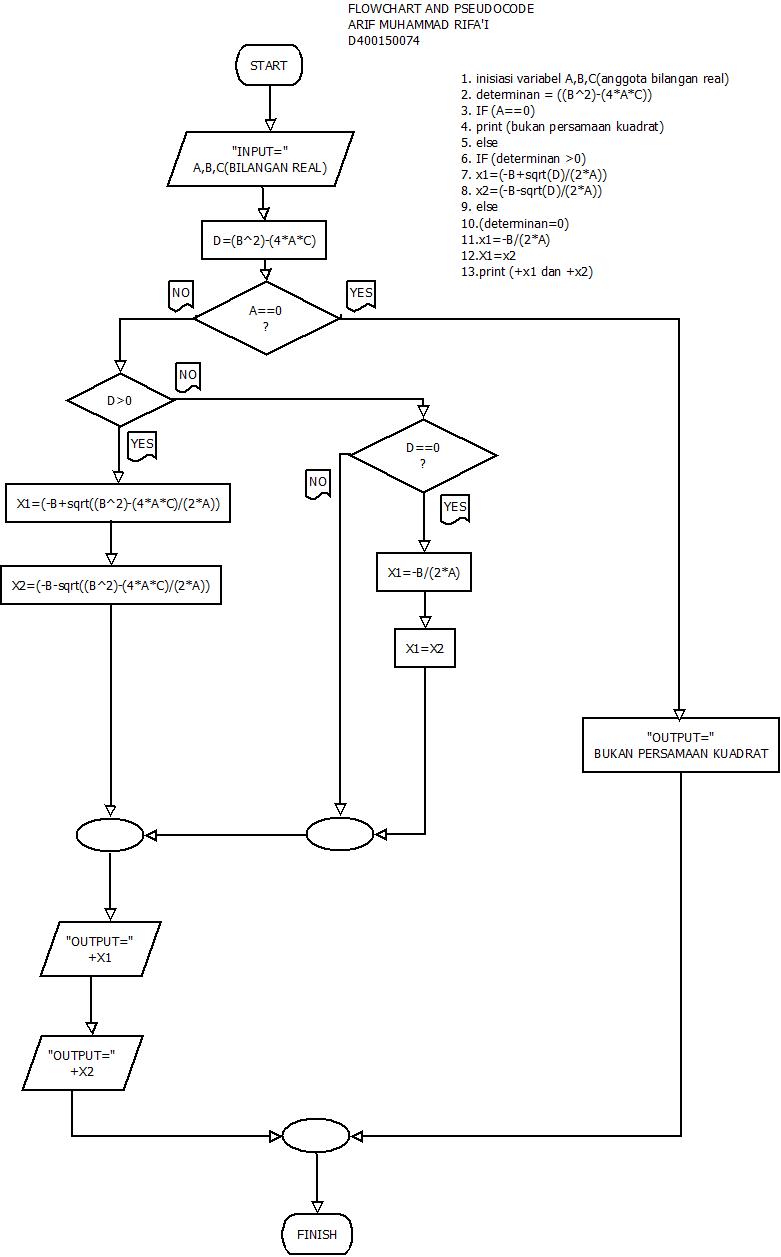 FLOWCHART AND PSEUDOCODE
ARIF MUHAMMAD RIFA'I
D400150074
START
1. inisiasi variabel A,B,C(anggota bilangan real)
2. determinan = ((B^2)-(4*A*C))
3. IF (A==0)
4. print (bukan persamaan kuadrat)
5. else
6. IF (determinan >0)
7. x1=(-B+sqrt(D)/(2*A))
8. x2=(-B-sqrt(D)/(2*A))
9. else
10.(determinan=0)
11.x1=-B/(2*A)
12.X1=x2
13.print (+x1 dan +x2)
"INPUT="
A,B,C(BILANGAN REAL)
D=(B^2)-(4*A*C)
NO
YES
A==0
?
NO
D>0
YES
D==0
?
NO
YES
X1=(-B+sqrt((B^2)-(4*A*C)/(2*A))
X2=(-B-sqrt((B^2)-(4*A*C)/(2*A))
X1=-B/(2*A)
X1=X2
"OUTPUT="
BUKAN PERSAMAAN KUADRAT
"OUTPUT="
+X1
"OUTPUT="
+X2
FINISH